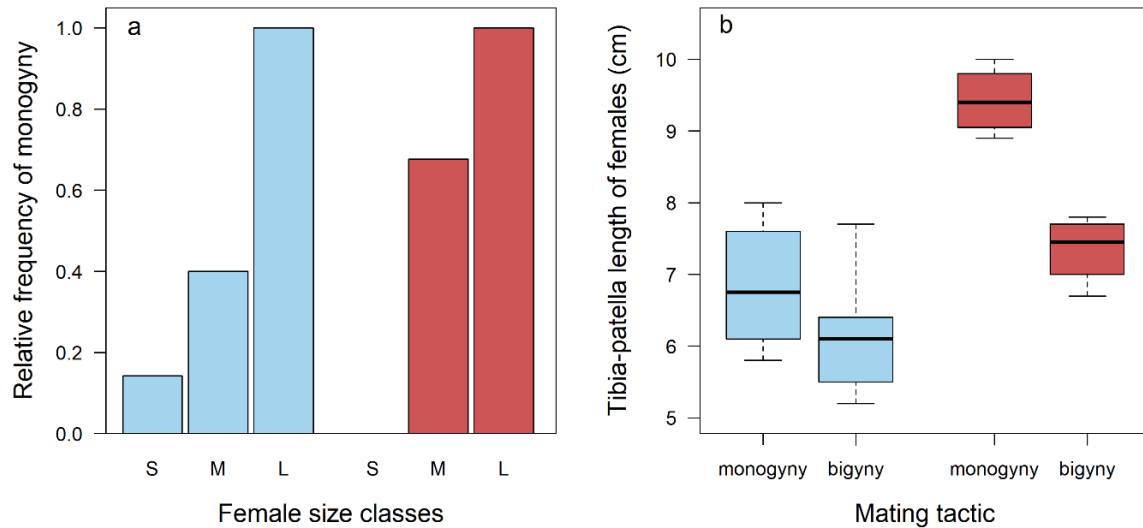 a
Relative frequency of monogyny
1.0
0.8
0.6
0.4
0.2
0.0
S M L S M L
Female size classes
b
Tibia-patella length of females (cm)
10
9
8
7
6
5
monogyny bigyny monogyny bigyny
Mating tactic